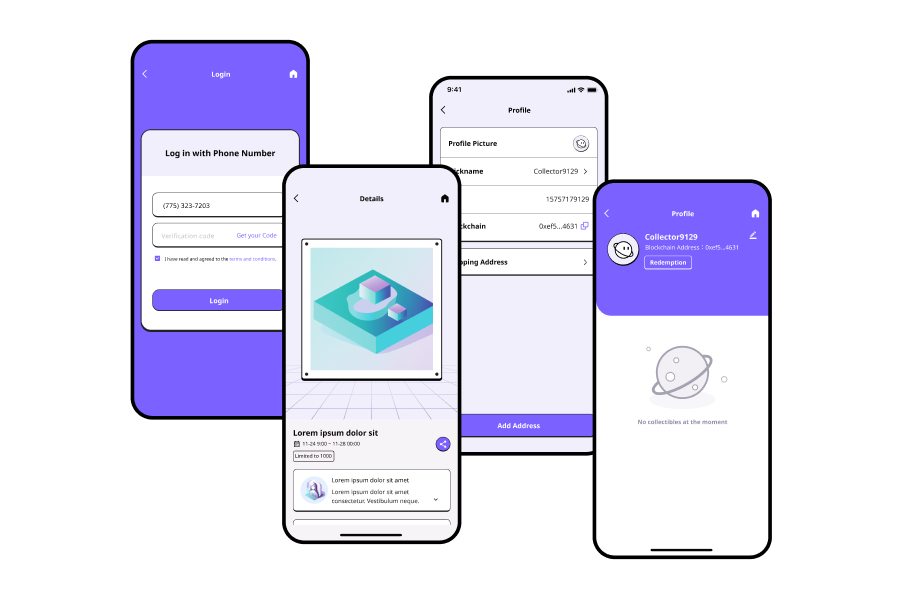 Login
Log in with Phone Number
(775) 323-7203
Verification code
Get your Code
I have read and agreed to the terms and conditions.
Login
Details
Lorem ipsum dolor sit
11-24 9:00 ~ 11-28 00:00
Limited to 1000
Lorem ipsum dolor sit amet
Lorem ipsum dolor sit amet
consectetur. Vestibulum neque.
9:41
Profile
Profile Picture
ckname
Collector9129
15757179129
ckchain
0xef5...4631
ping Address
Add Address
Profile
Collector9129
Blockchain Address：0xef5...4631
Redemption
No collectibles at the moment